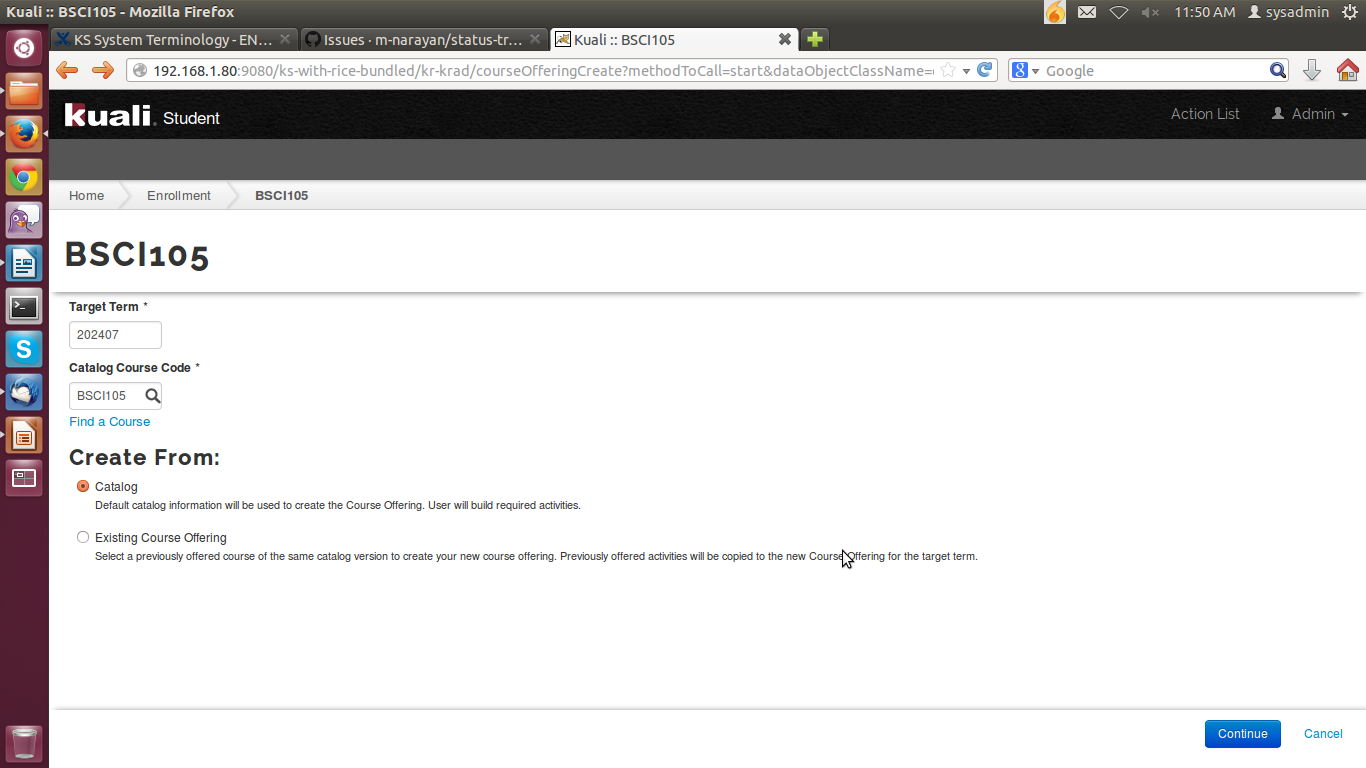 Kuali :: BSCI105 - Mozilla Firefox
11:50 AM
sysadmin
KS System Terminology - EN...
Issues · m-narayan/status-tr...
Kuali :: BSCI105
192.168.1.80:9080/ks-with-rice-bundled/kr-krad/courseOfferingCreate?methodToCall=start&dataObjectClassName=
Google
kuali. Student
Action List
Admin
Home
Enrollment
BSCI105
BSCI105
Target Term *
202407
Catalog Course Code *
BSCI105
Find a Course
Create From:
Catalog
Default catalog information will be used to create the Course Offering. User will build required activities.
Existing Course Offering
Select a previously offered course of the same catalog version to create your new course offering. Previously offered activities will be copied to the new Course Offering for the target term.
Continue
Cancel